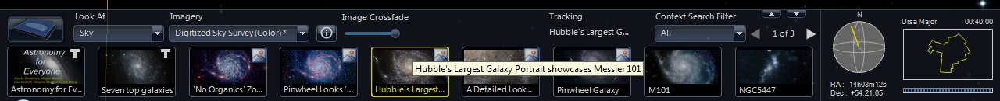 Look At
Imagery
Image Crossfade
Tracking
Context Search Filter
N
Ursa Major
00:40:00
Sky
Digitized Sky Survey (Color) *
Hubble's Largest G...
All
1 of 3
Astronomy
for
Everyone
Astronomy for Ev...
Seven top galaxies
'No Organics' Zo...
Pinwheel Looks '...
Hubble's Largest...
Hubble's Largest Galaxy Portrait showcases Messier 101
A Detailed Look...
Pinwheel Galaxy
M101
NGC5447
RA : 14h03m12s
Dec : +54:21:05